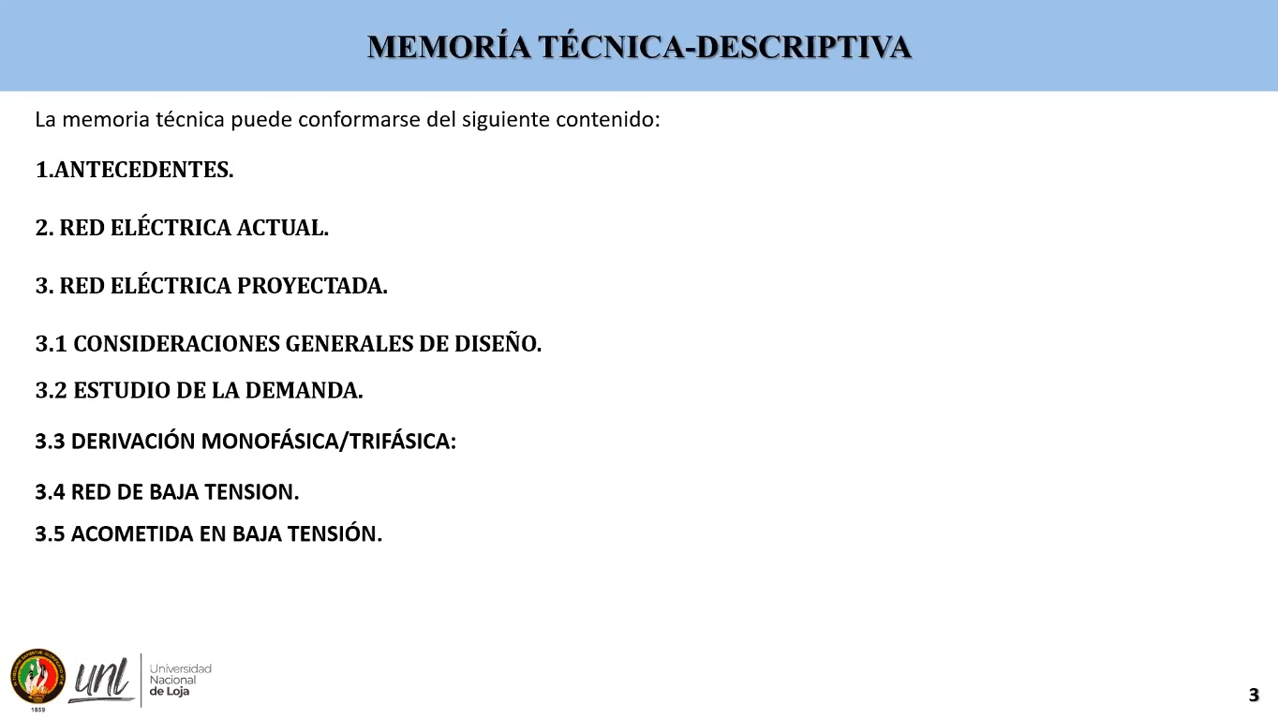 MEMORÍA TÉCNICA-DESCRIPTIVA
La memoria técnica puede conformarse del siguiente contenido:
1.ANTECEDENTES.
2. RED ELÉCTRICA ACTUAL.
3. RED ELÉCTRICA PROYECTADA.
3.1 CONSIDERACIONES GENERALES DE DISEÑO.
3.2 ESTUDIO DE LA DEMANDA.
3.3 DERIVACIÓN MONOFÁSICA/TRIFÁSICA:
3.4 RED DE BAJA TENSION.
3.5 ACOMETIDA EN BAJA TENSIÓN.
1859
unl
Universidad
Nacional
de Loja
3